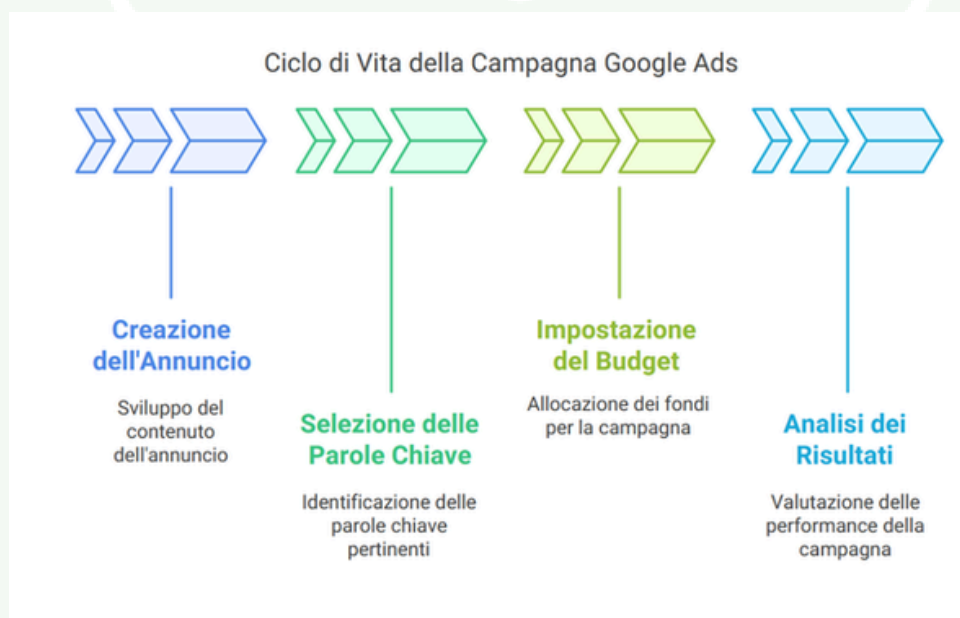 Ciclo di Vita della Campagna Google Ads
Creazione
dell'Annuncio
Sviluppo del
contenuto
dell'annuncio
Selezione delle
Parole Chiave
Identificazione delle
parole chiave
pertinenti
Impostazione
del Budget
Allocazione dei fondi
per la campagna
Analisi dei
Risultati
Valutazione delle
performance della
campagna